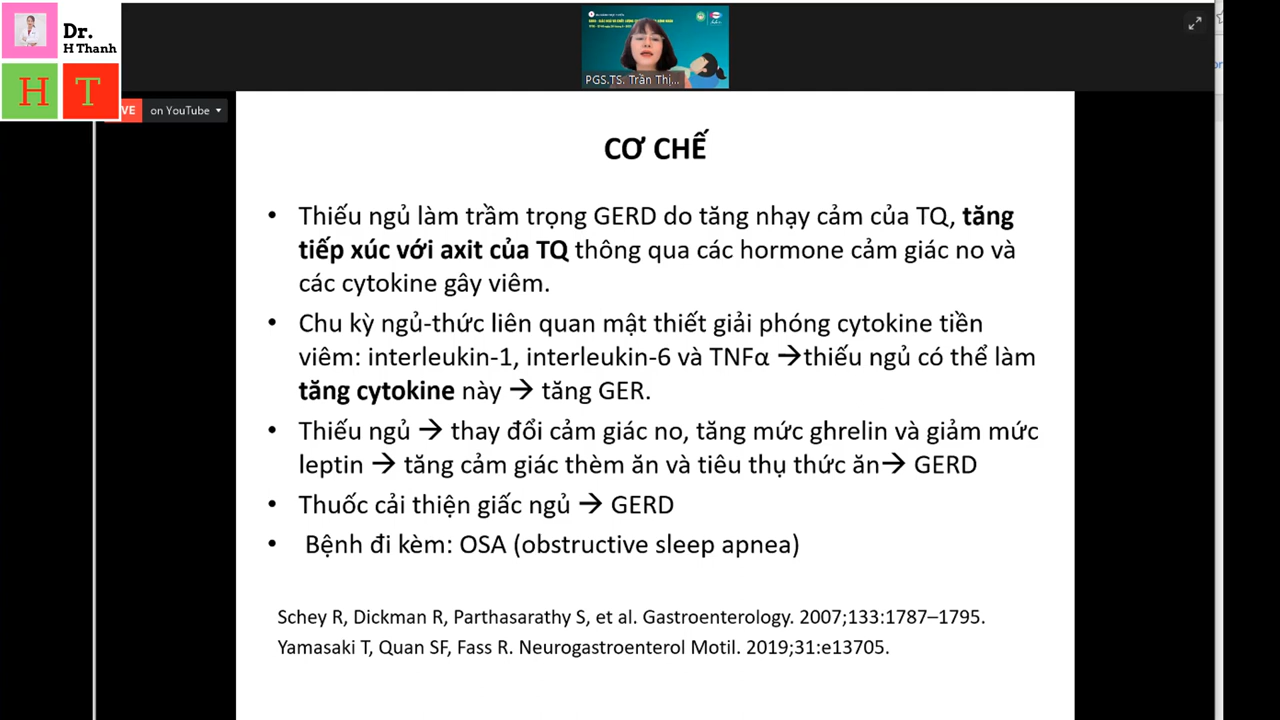 Dr.
H Thanh
H T
PGS.TS. Trần Thị...
VE on YouTube
CƠ CHẾ
• Thiếu ngủ làm trầm trọng GERD do tăng nhạy cảm của TQ, tăng
tiếp xúc với axit của TQ thông qua các hormone cảm giác no và
các cytokine gây viêm.
• Chu kỳ ngủ-thức liên quan mật thiết giải phóng cytokine tiền
viêm: interleukin-1, interleukin-6 và TNFα →thiếu ngủ có thể làm
tăng cytokine này → tăng GER.
• Thiếu ngủ → thay đổi cảm giác no, tăng mức ghrelin và giảm mức
leptin → tăng cảm giác thèm ăn và tiêu thụ thức ăn→ GERD
• Thuốc cải thiện giấc ngủ → GERD
• Bệnh đi kèm: OSA (obstructive sleep apnea)
Schey R, Dickman R, Parthasarathy S, et al. Gastroenterology. 2007;133:1787–1795.
Yamasaki T, Quan SF, Fass R. Neurogastroenterol Motil. 2019;31:e13705.